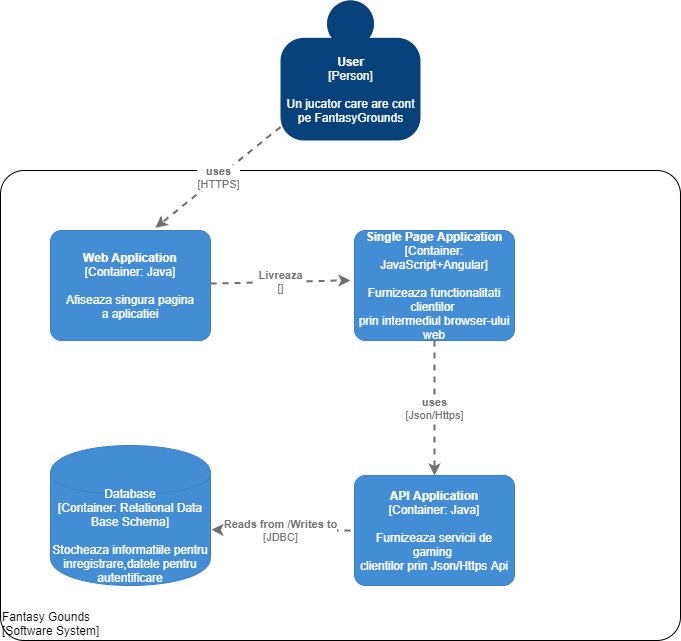 User
[Person]
Un jucator care are cont
pe FantasyGrounds
uses
[HTTPS]
Web Application
[Container: Java]
Afiseaza singura pagina
a aplicatiei
Livreaza
[]
Single Page Application
[Container:
JavaScript+Angular]
Furnizeaza functionalitati
clientilor
prin intermediul browser-ului
web
uses
[Json/Https]
Database
[Container: Relational Data
Base Schema]
Stocheaza informatiile pentru
inregistrare,datele pentru
autentificare
Reads from /Writes to
[JDBC]
API Application
[Container: Java]
Furnizeaza servicii de
gaming
clientilor prin Json/Https Api
Fantasy Gounds
[Software System]